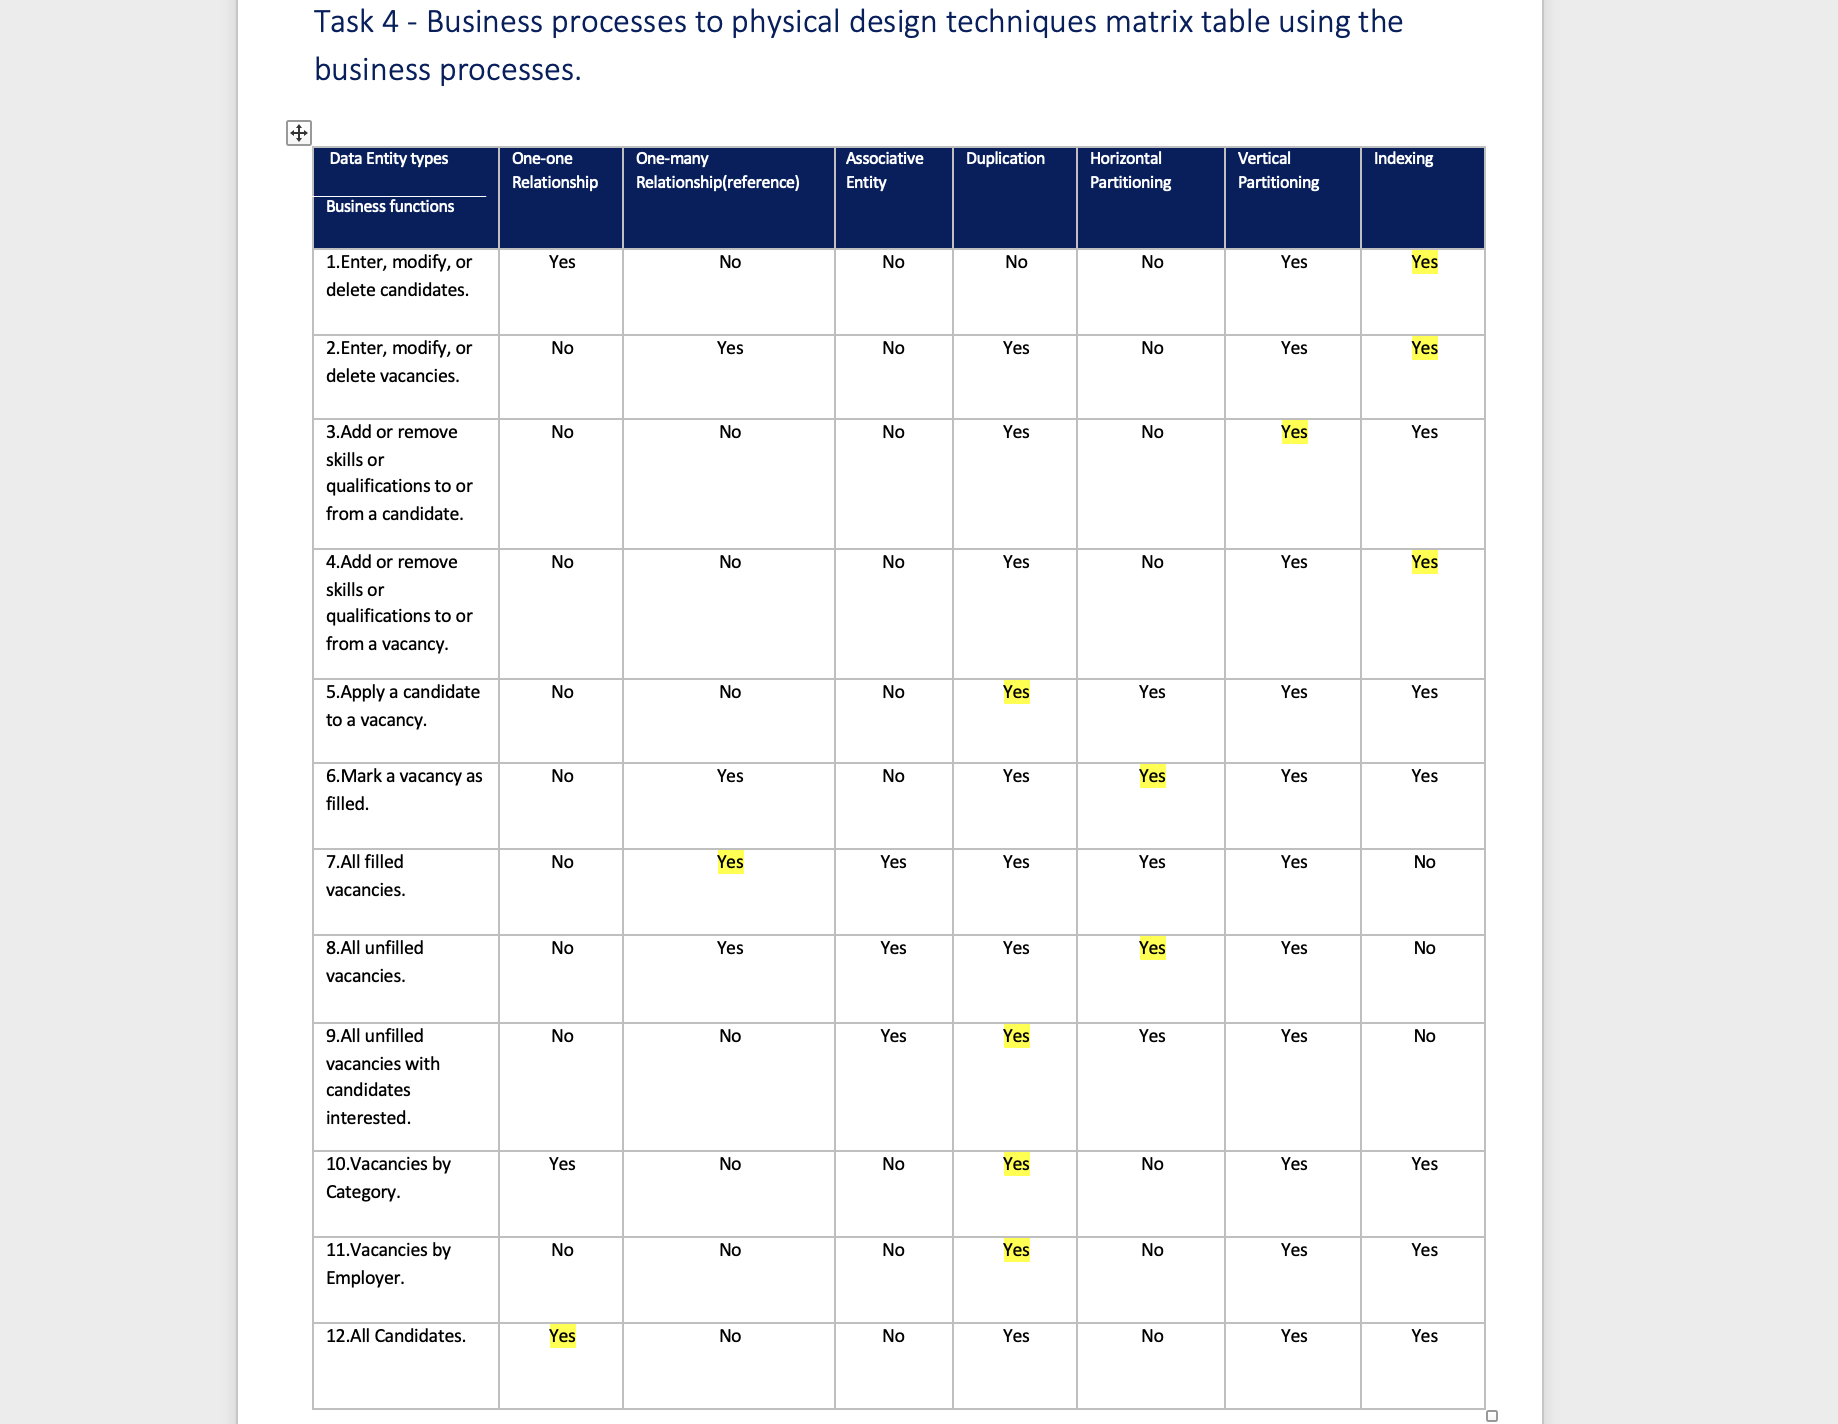 Task 4 - Business processes to physical design techniques matrix table using the
business processes.
Data Entity types
Business functions
One-one
Relationship
One-many
Relationship(reference)
Associative
Entity
Duplication
Horizontal
Partitioning
Vertical
Partitioning
Indexing
1.Enter, modify, or
delete candidates.
Yes
No
No
No
No
Yes
Yes
2.Enter, modify, or
delete vacancies.
No
Yes
No
Yes
No
Yes
Yes
3.Add or remove
skills or
qualifications to or
from a candidate.
No
No
No
Yes
No
Yes
Yes
4.Add or remove
skills or
qualifications to or
from a vacancy.
No
No
No
Yes
No
Yes
Yes
5.Apply a candidate
to a vacancy.
No
No
No
Yes
Yes
Yes
Yes
6.Mark a vacancy as
filled.
No
Yes
No
Yes
Yes
Yes
Yes
7.All filled
vacancies.
No
Yes
Yes
Yes
Yes
Yes
No
8.All unfilled
vacancies.
No
Yes
Yes
Yes
Yes
Yes
No
9.All unfilled
vacancies with
candidates
interested.
No
No
Yes
Yes
Yes
Yes
No
10.Vacancies by
Category.
Yes
No
No
Yes
No
Yes
Yes
11.Vacancies by
Employer.
No
No
No
Yes
No
Yes
Yes
12.All Candidates.
Yes
No
No
Yes
No
Yes
Yes